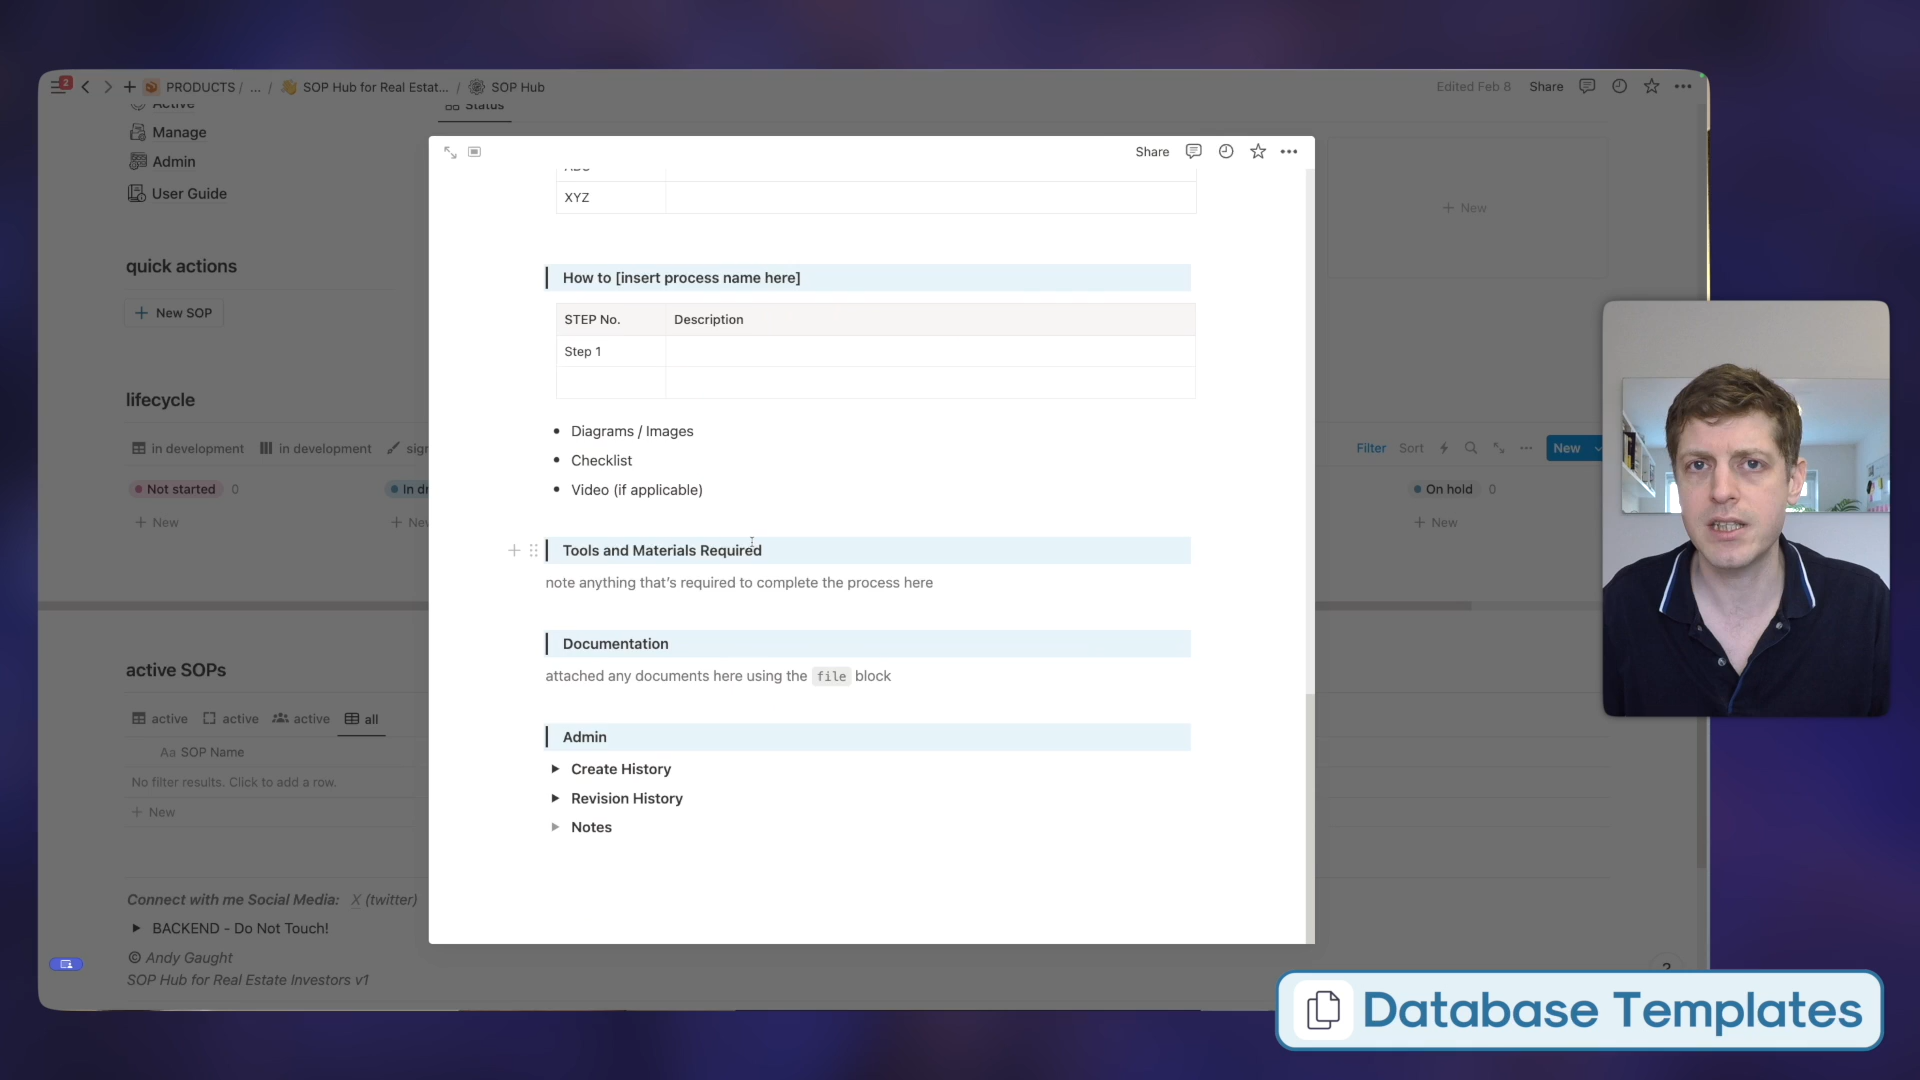 2
PRODUCTS / ... / SOP Hub for Real Estat... / SOP Hub
Edited Feb 8 Share
Active
Manage
Admin
User Guide
quick actions
New SOP
lifecycle
in development in development
Not started 0
New
active SOPs
active active active all
Aa SOP Name
No filter results. Click to add a row.
New
Connect with me Social Media: X (twitter)
BACKEND - Do Not Touch!
© Andy Gaught
SOP Hub for Real Estate Investors v1
Status
Share
XYZ
How to [insert process name here]
STEP No. Description
Step 1
• Diagrams / Images
• Checklist
• Video (if applicable)
Tools and Materials Required
note anything that’s required to complete the process here
Documentation
attached any documents here using the file block
Admin
Create History
Revision History
Notes
New
Filter Sort New
On hold 0
New
Database Templates